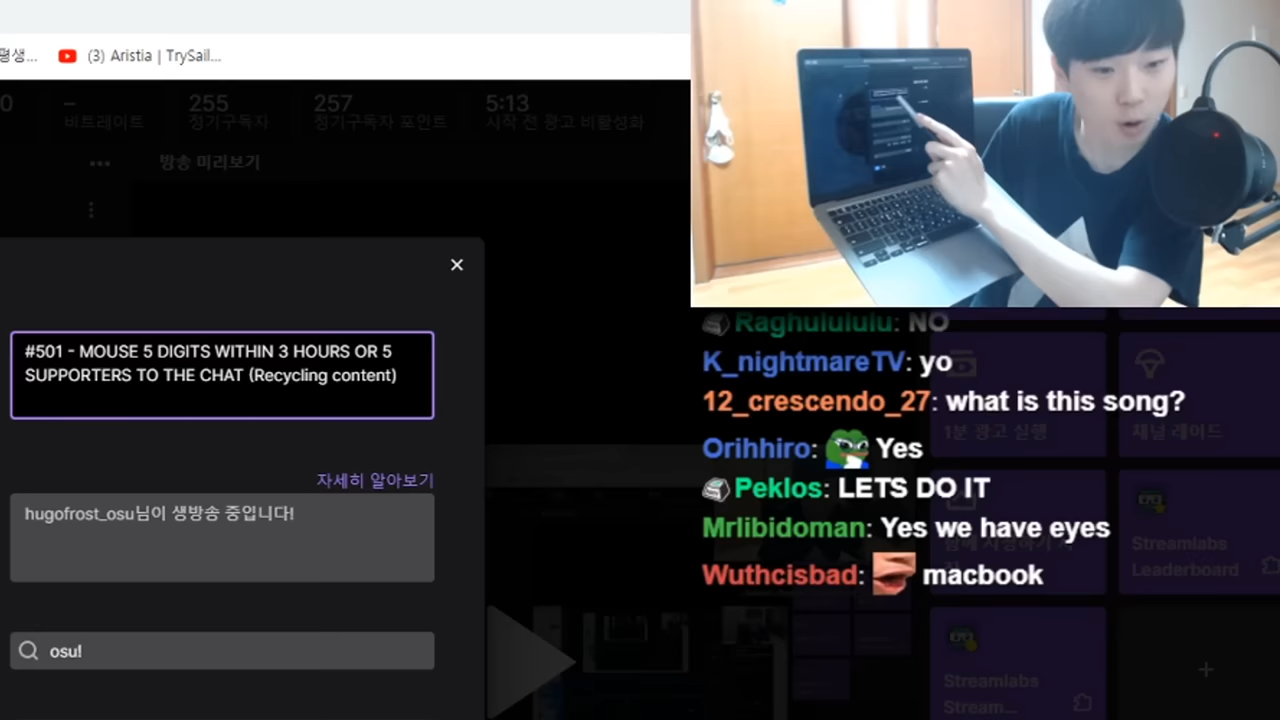 평생...
(3) Aristia | TrySail...
0
–
비트레이트
255
정기구독자
257
정기구독자 포인트
5:13
시작 전 광고 비활성화
방송 미리보기
#501 - MOUSE 5 DIGITS WITHIN 3 HOURS OR 5
SUPPORTERS TO THE CHAT (Recycling content)
자세히 알아보기
hugofrost_osu님이 생방송 중입니다!
osu!
Raghulululu: NO
K_nightmareTV: yo
12_crescendo_27: what is this song?
1분 광고 실행
채널 레이드
Orihhiro: Yes
Peklos: LETS DO IT
Mrlibidoman: Yes we have eyes
Wuthcisbad: macbook
Streamlabs
Leaderboard
Streamlabs
Stream...